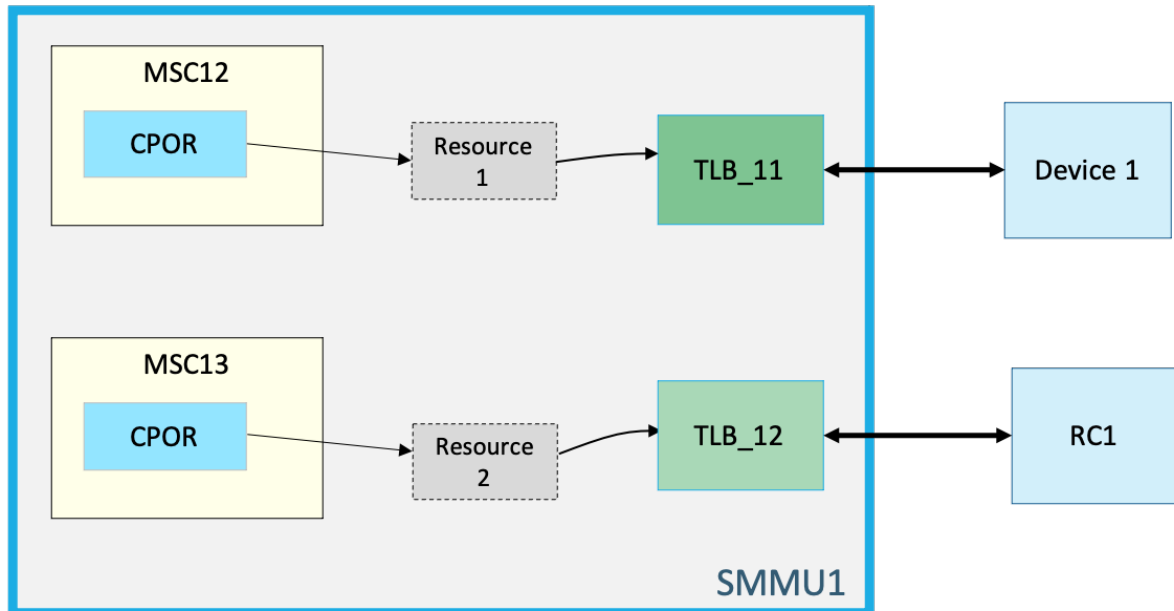 MSC12
CPOR
Resource
1
TLB_11
Device 1
MSC13
CPOR
Resource
2
TLB_12
RC1
SMMU1